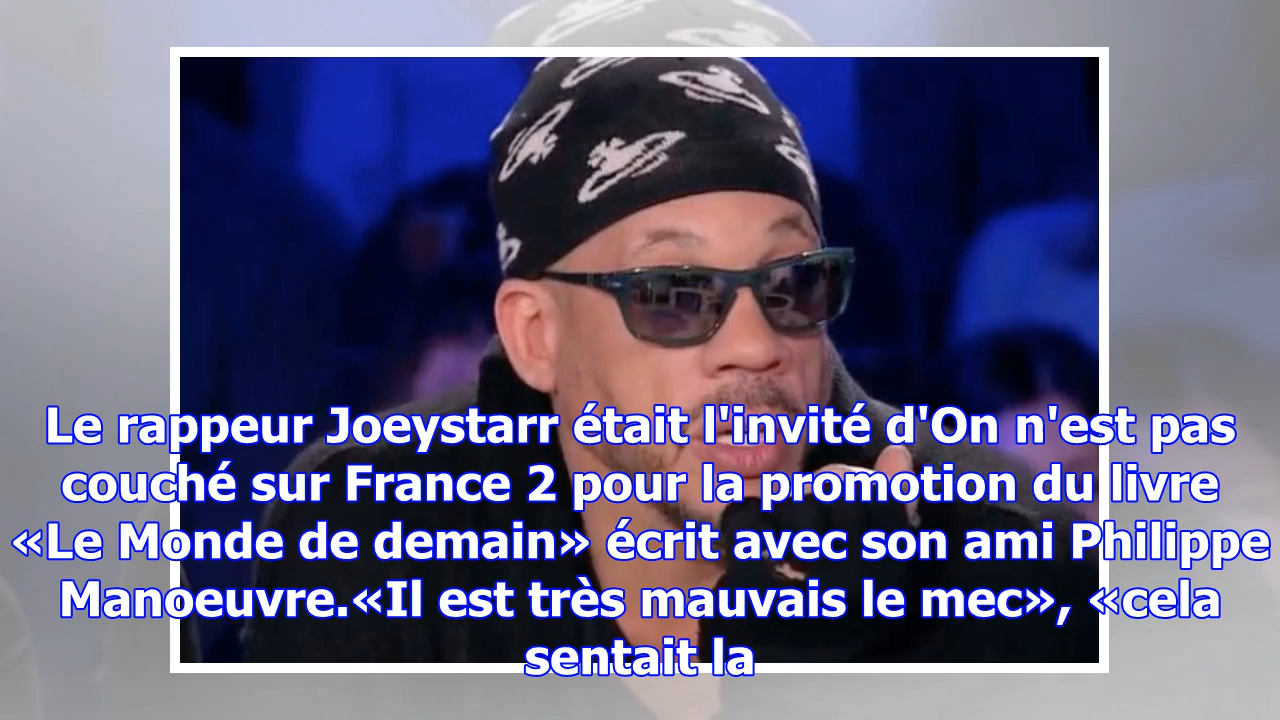 Le rappeur Joeystarr était l'invité d'On n'est pas
couché sur France 2 pour la promotion du livre
«Le Monde de demain» écrit avec son ami Philippe
Manoeuvre.«Il est très mauvais le mec», «cela
sentait la